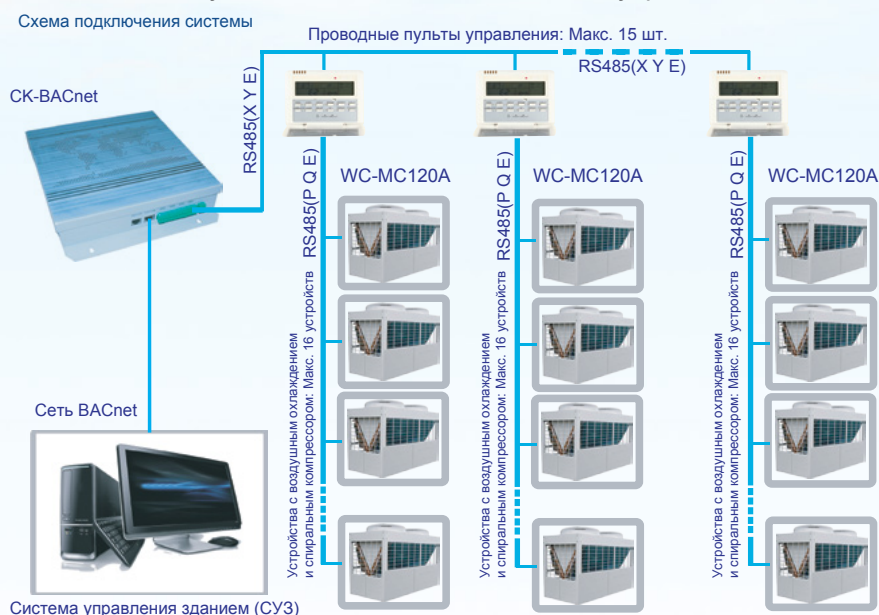 Схема подключения системы
Проводные пульты управления: Макс. 15 шт.
RS485(X Y E)
CK-BACnet
RS485(X Y E)
WC-MC120A
WC-MC120A
WC-MC120A
RS485(P Q E)
RS485(P Q E)
RS485(P Q E)
Устройства с воздушным охлаждением
и спиральным компрессором: Макс. 16 устройств
Устройства с воздушным охлаждением
и спиральным компрессором: Макс. 16 устройств
Устройства с воздушным охлаждением
и спиральным компрессором: Макс. 16 устройств
Сеть BACnet
Система управления зданием (СУЗ)